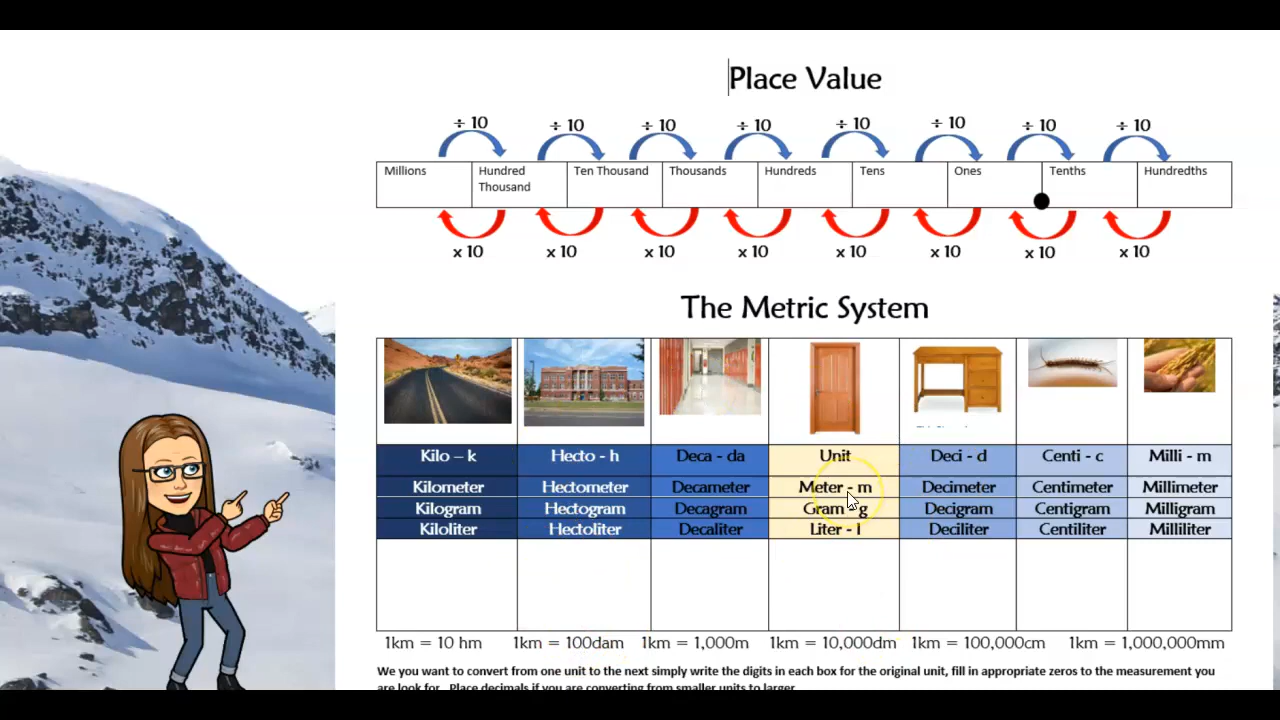 Place Value
÷ 10 ÷ 10 ÷ 10 ÷ 10 ÷ 10 ÷ 10 ÷ 10 ÷ 10
Millions Hundred Thousand Ten Thousand Thousands Hundreds Tens Ones Tenths Hundredths
x 10 x 10 x 10 x 10 x 10 x 10 x 10 x 10
The Metric System
Kilo – k Hecto - h Deca - da Unit Deci - d Centi - c Milli - m
Kilometer Hectometer Decameter Meter - m Decimeter Centimeter Millimeter
Kilogram Hectogram Decagram Gram - g Decigram Centigram Milligram
Kiloliter Hectoliter Decaliter Liter - l Deciliter Centiliter Milliliter
1km = 10 hm 1km = 100dam 1km = 1,000m 1km = 10,000dm 1km = 100,000cm 1km = 1,000,000mm
We want to convert from one unit to the next simply write the digits in each box for the original unit, fill in appropriate zeros to the measurement you
are look for. Place decimals if you are converting from smaller units to larger